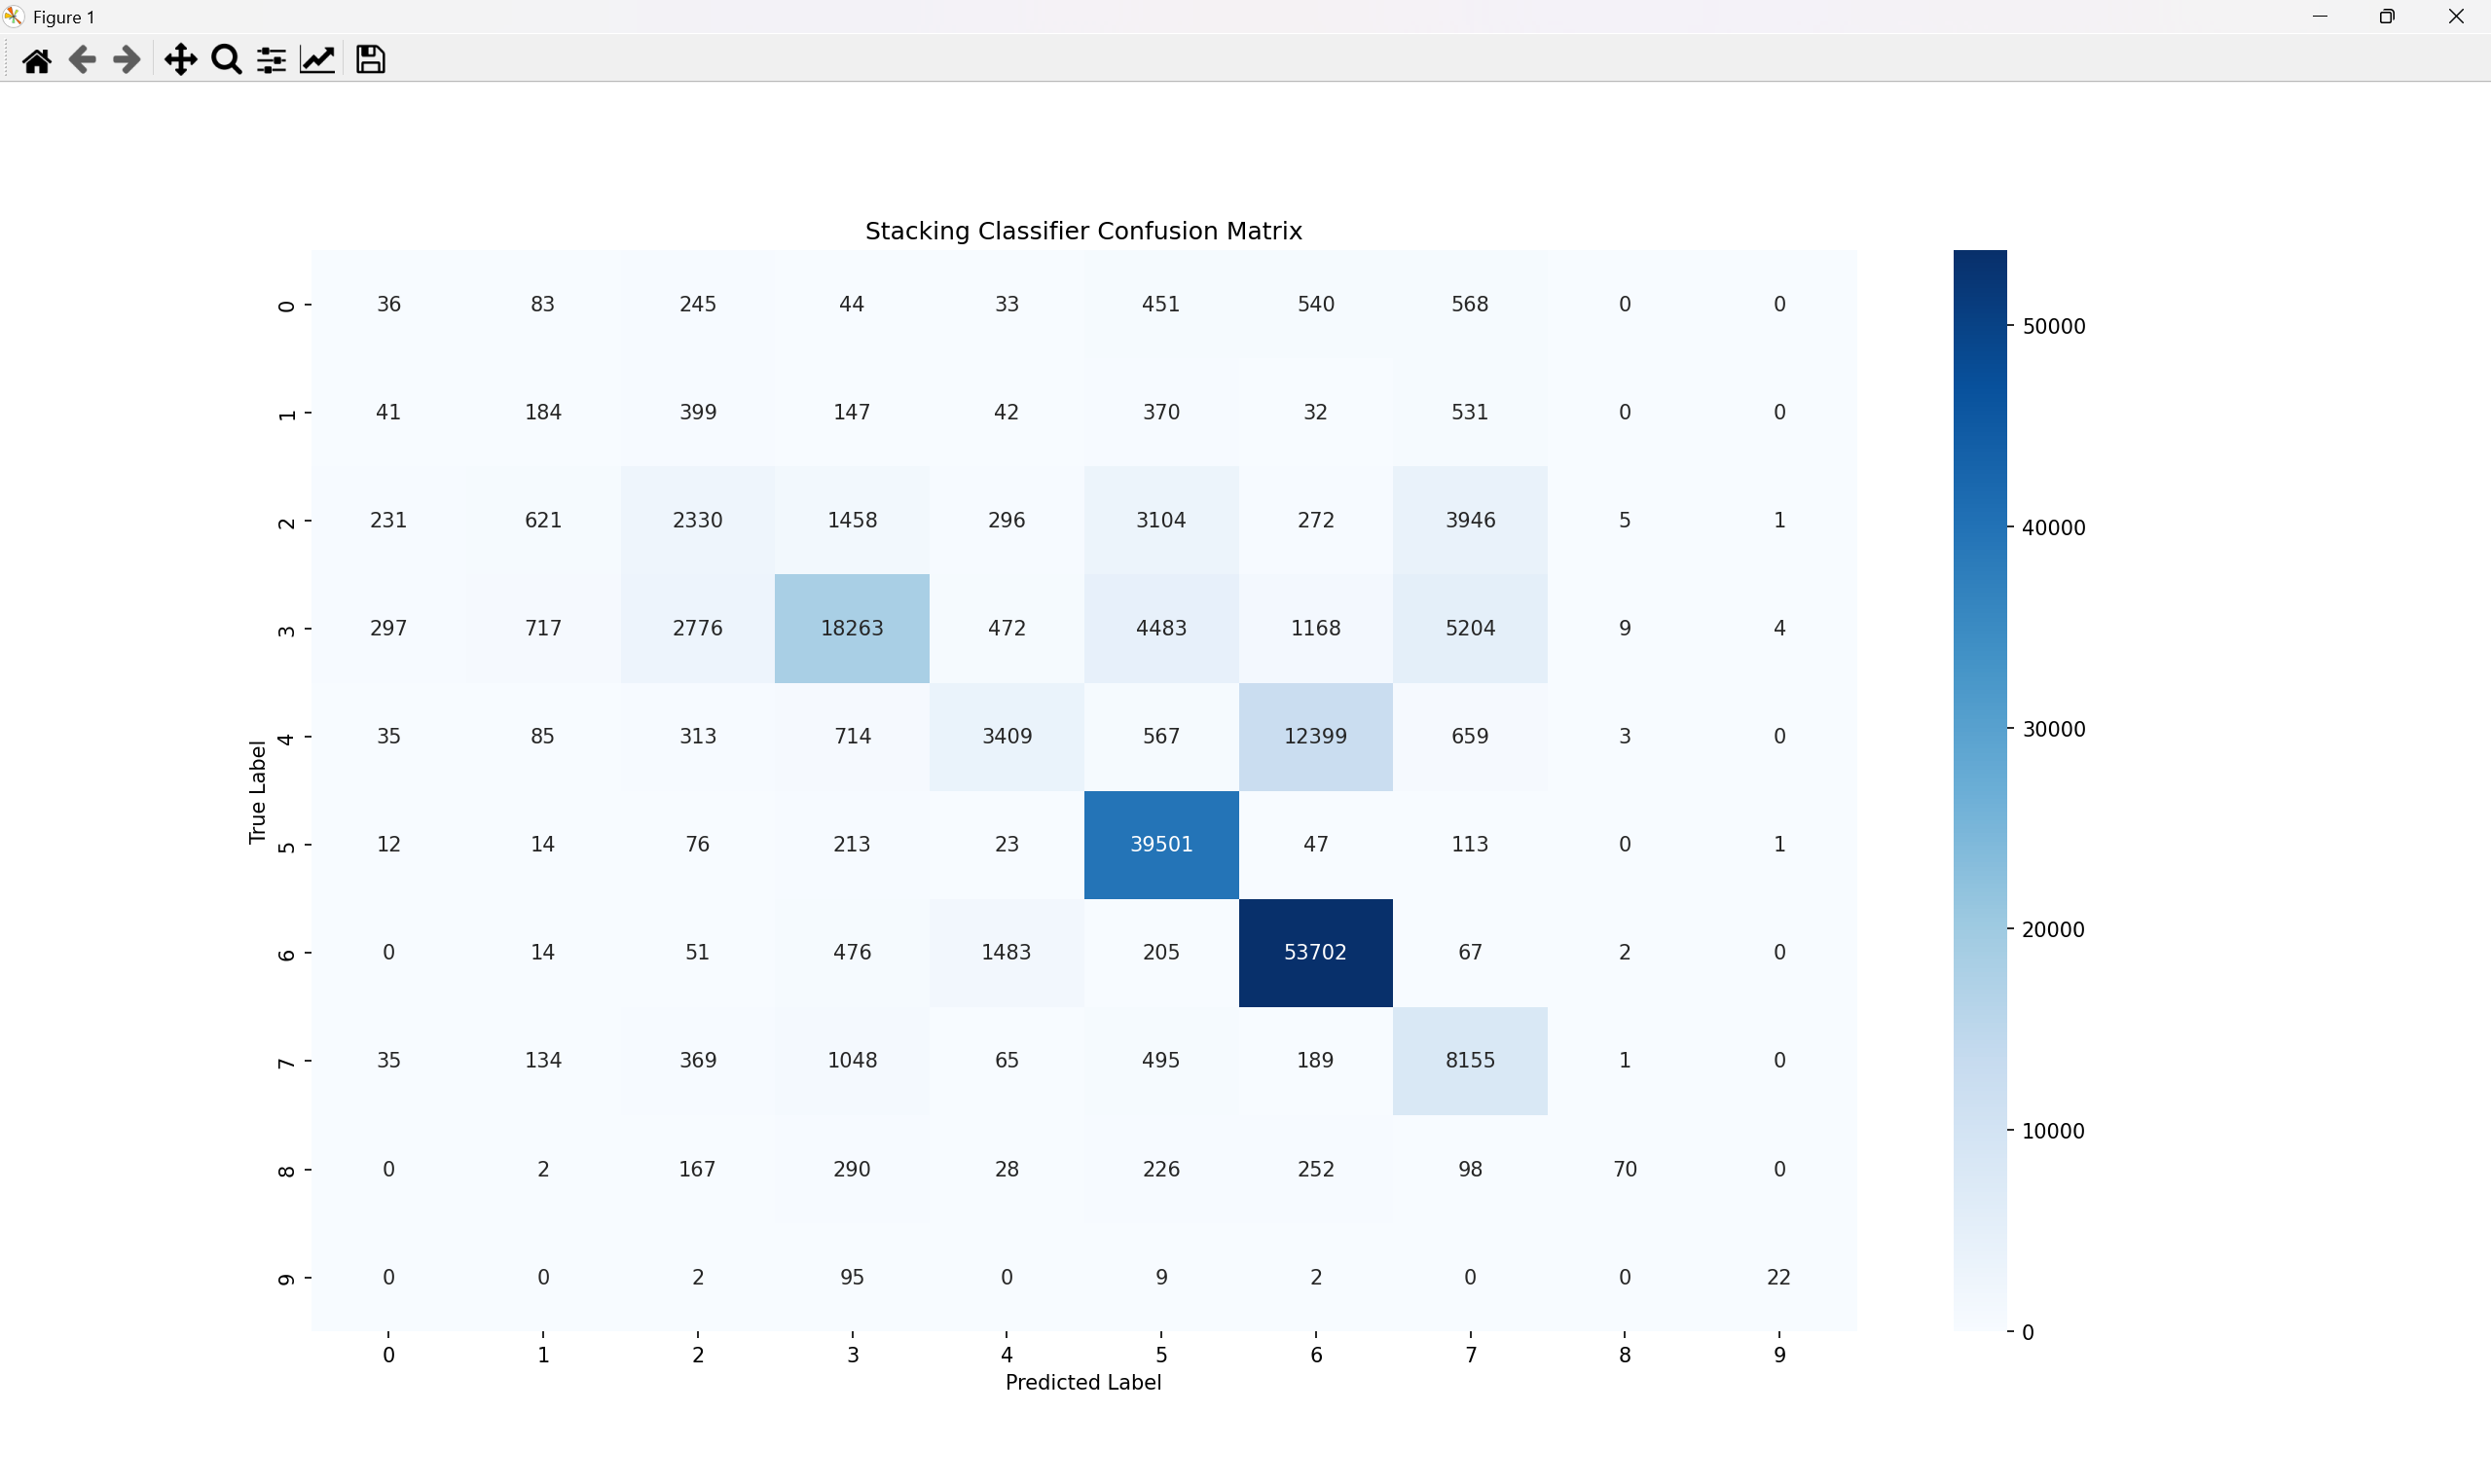 Figure 1
Stacking Classifier Confusion Matrix
0 36 83 245 44 33 451 540 568 0 0
1 41 184 399 147 42 370 32 531 0 0
2 231 621 2330 1458 296 3104 272 3946 5 1
3 297 717 2776 18263 472 4483 1168 5204 9 4
4 35 85 313 714 3409 567 12399 659 3 0
5 12 14 76 213 23 39501 47 113 0 1
6 0 14 51 476 1483 205 53702 67 2 0
7 35 134 369 1048 65 495 189 8155 1 0
8 0 2 167 290 28 226 252 98 70 0
9 0 0 2 95 0 9 2 0 0 22
0 1 2 3 4 5 6 7 8 9
True Label
Predicted Label
50000
40000
30000
20000
10000
0